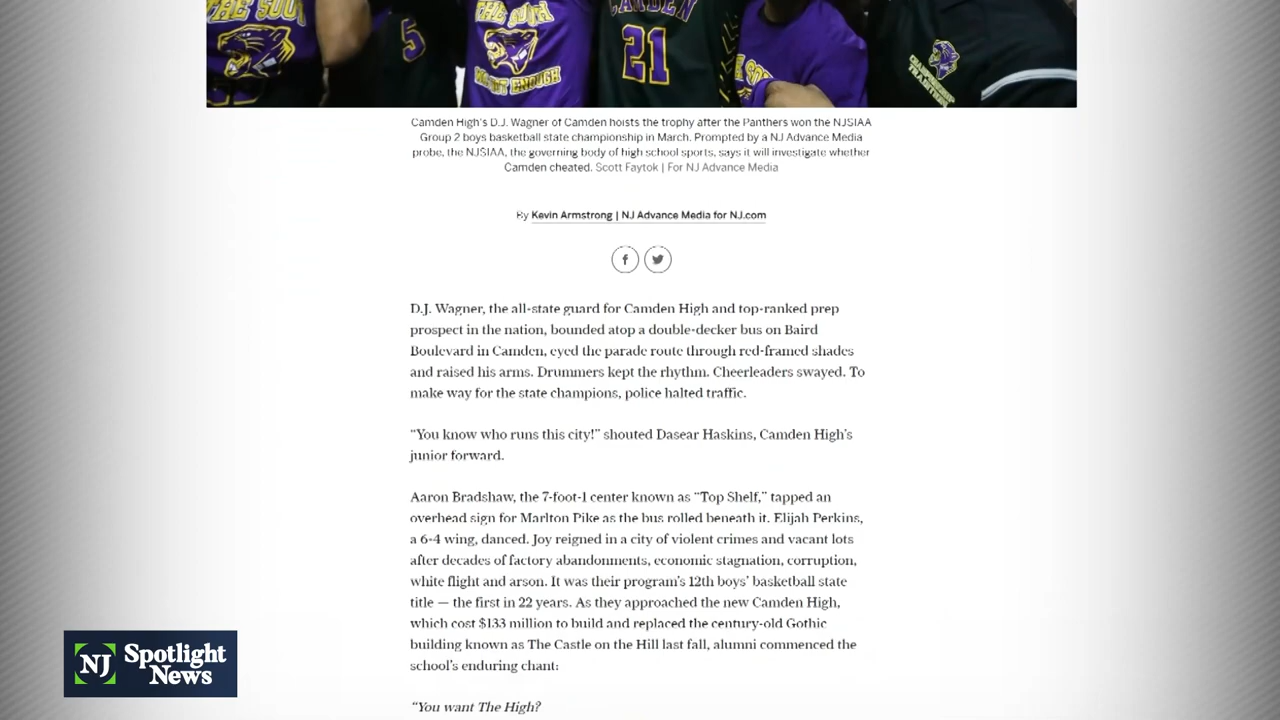 THE SOU
5
THE SOU
NT ENOUGH
CAMDEN
21
CHAMPIONSHIP
TRADITION
Camden High's D.J. Wagner of Camden hoists the trophy after the Panthers won the NJSIAA
Group 2 boys basketball state championship in March. Prompted by a NJ Advance Media
probe, the NJSIAA, the governing body of high school sports, says it will investigate whether
Camden cheated. Scott Faytok | For NJ Advance Media
By Kevin Armstrong | NJ Advance Media for NJ.com
D.J. Wagner, the all-state guard for Camden High and top-ranked prep
prospect in the nation, bounded atop a double-decker bus on Baird
Boulevard in Camden, eyed the parade route through red-framed shades
and raised his arms. Drummers kept the rhythm. Cheerleaders swayed. To
make way for the state champions, police halted traffic.
“You know who runs this city!” shouted Dasear Haskins, Camden High’s
junior forward.
Aaron Bradshaw, the 7-foot-1 center known as “Top Shelf,” tapped an
overhead sign for Marlton Pike as the bus rolled beneath it. Elijah Perkins,
a 6-4 wing, danced. Joy reigned in a city of violent crimes and vacant lots
after decades of factory abandonments, economic stagnation, corruption,
white flight and arson. It was their program’s 12th boys’ basketball state
title — the first in 22 years. As they approached the new Camden High,
which cost $133 million to build and replaced the century-old Gothic
building known as The Castle on the Hill last fall, alumni commenced the
school’s enduring chant:
“You want The High?
NJ Spotlight
News